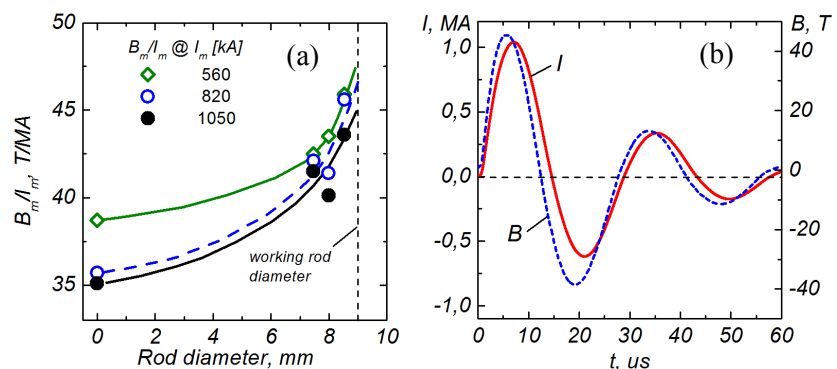 50
45
40
35
B_m/I_m, T/MA
B_m/I_m @ I_m [kA]
560
820
1050
(a)
working rod
diameter
0 2 4 6 8 10
Rod diameter, mm
I, MA
B, T
1,0
0,5
0,0
-0,5
-1,0
(b)
I
B
40
20
0
-20
-40
0 10 20 30 40 50 60
t, us